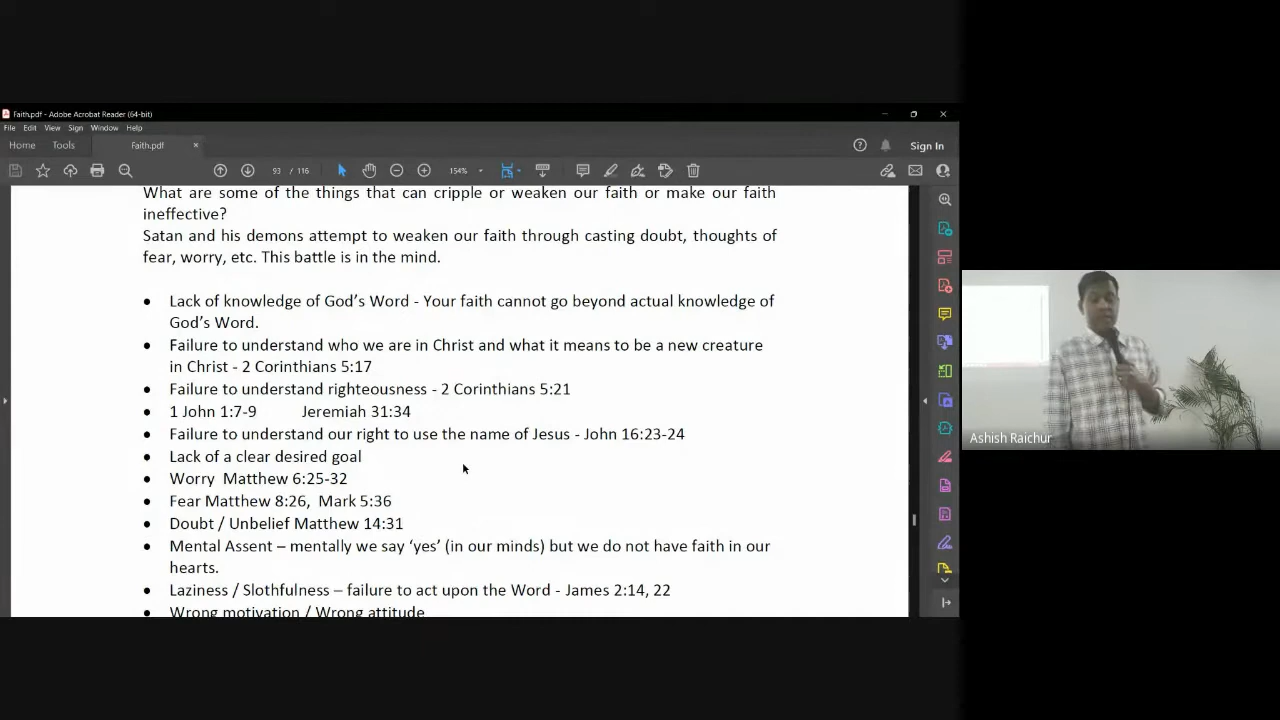 Faith.pdf - Adobe Acrobat Reader (64-bit)
File Edit View Sign Window Help
Home Tools Faith.pdf × Sign In
93 / 116 154%
What are some of the things that can cripple or weaken our faith or make our faith
ineffective?
Satan and his demons attempt to weaken our faith through casting doubt, thoughts of
fear, worry, etc. This battle is in the mind.
• Lack of knowledge of God’s Word - Your faith cannot go beyond actual knowledge of
God’s Word.
• Failure to understand who we are in Christ and what it means to be a new creature
in Christ - 2 Corinthians 5:17
• Failure to understand righteousness - 2 Corinthians 5:21
• 1 John 1:7-9 Jeremiah 31:34
• Failure to understand our right to use the name of Jesus - John 16:23-24
• Lack of a clear desired goal
• Worry Matthew 6:25-32
• Fear Matthew 8:26, Mark 5:36
• Doubt / Unbelief Matthew 14:31
• Mental Assent – mentally we say ‘yes’ (in our minds) but we do not have faith in our
hearts.
• Laziness / Slothfulness – failure to act upon the Word - James 2:14, 22
• Wrong motivation / Wrong attitude
Ashish Raichur